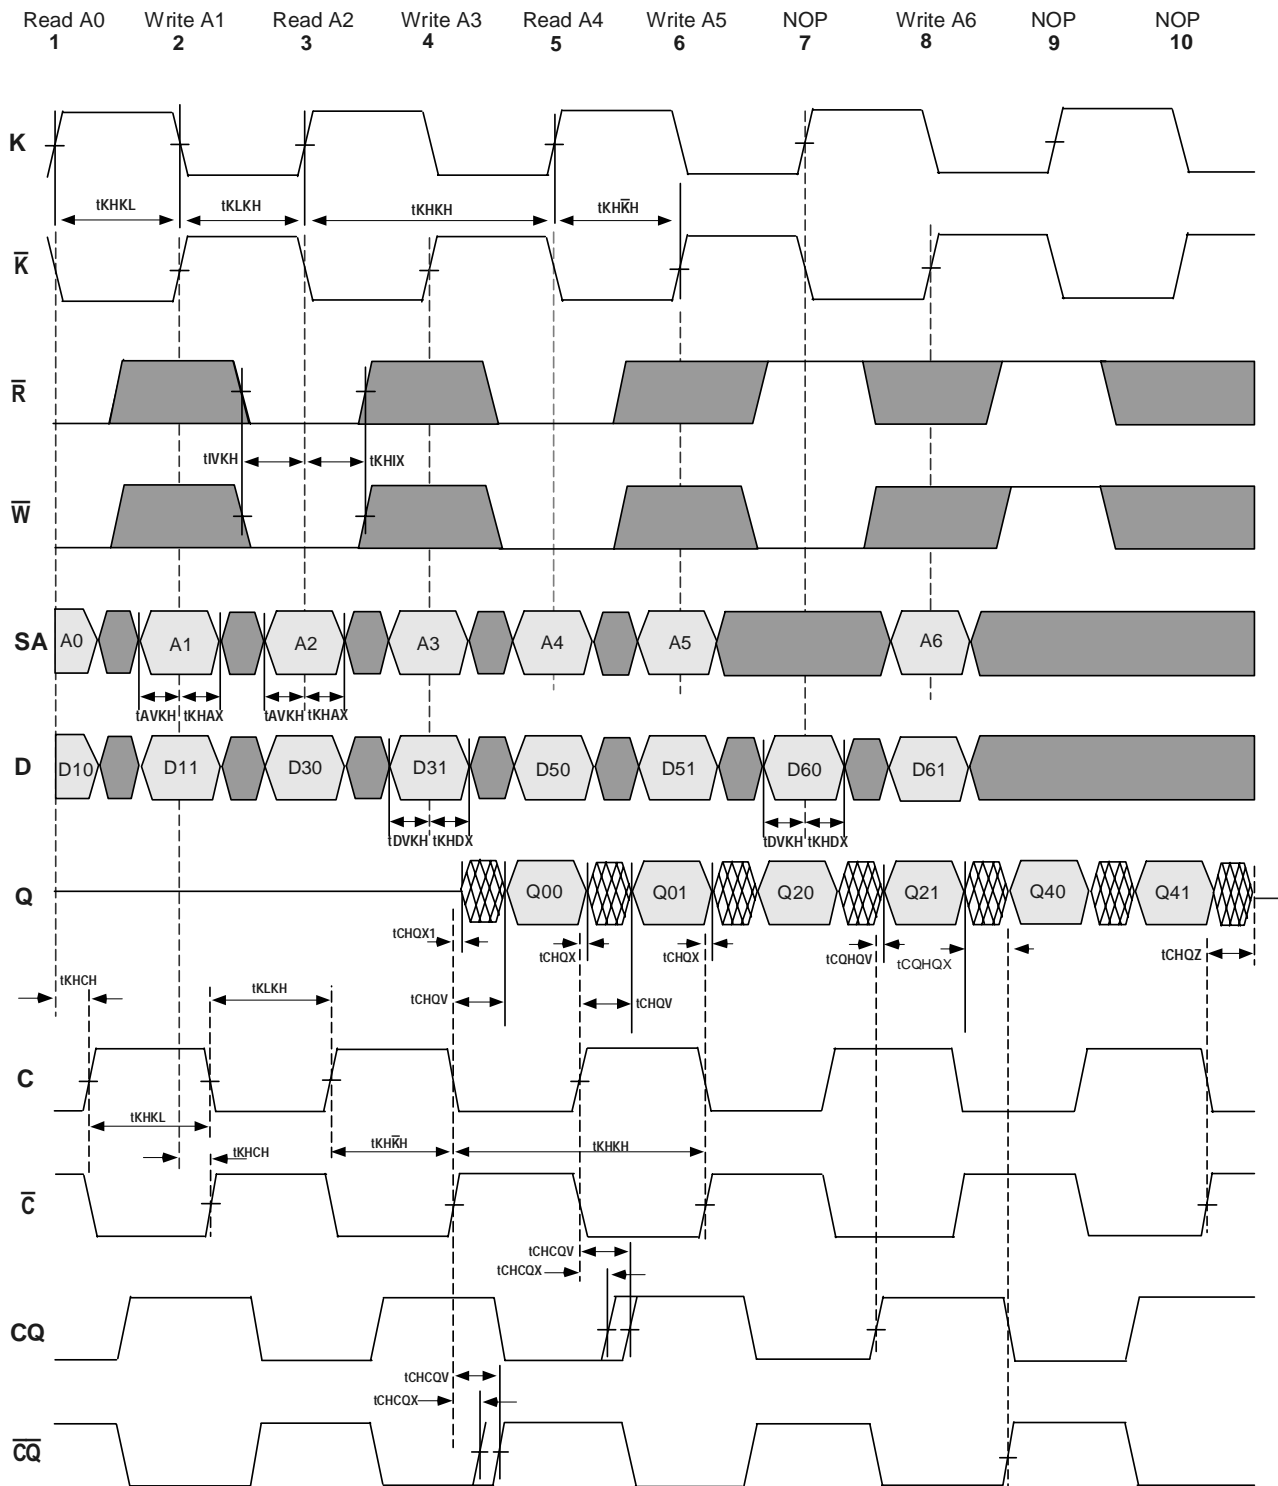 Read A0 Write A1 Read A2 Write A3 Read A4 Write A5 NOP Write A6 NOP NOP
1 2 3 4 5 6 7 8 9 10
K
tKHKL tKLKH tKHKH tKHK̅H
K̅
R̅
tIVKH tKHIX
W̅
SA A0 A1 A2 A3 A4 A5 A6
tAVKH tKHAX tAVKH tKHAX
D D10 D11 D30 D31 D50 D51 D60 D61
tDVKH tKHDX tDVKH tKHDX
Q Q00 Q01 Q20 Q21 Q40 Q41
tCHQX1 tCHQX tCHQX tCQHQV tCQHQX tCHQZ
tKHCH tKLKH tCHQV tCHQV
C
tKHKL tKHK̅H tKHKH
tKHCH
C̅
tCHCQV
tCHCQX
CQ
tCHCQV
tCHCQX
C̅Q̅